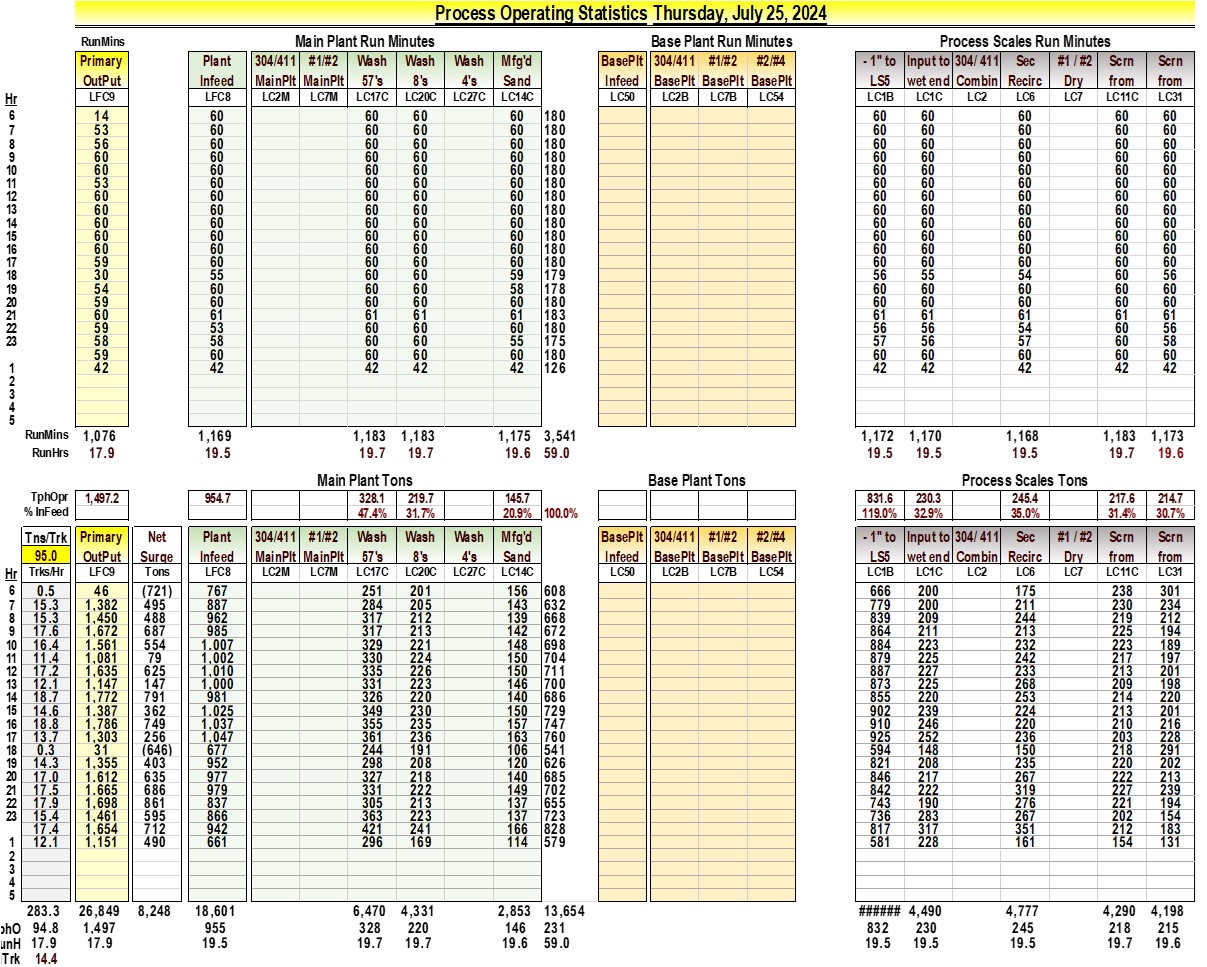 Process Operating Statistics Thursday, July 25, 2024
RunMins Main Plant Run Minutes Base Plant Run Minutes Process Scales Run Minutes
Primary Plant 304/411 #1/#2 Wash Wash Wash Mfg'd BasePlt 304/411 #1/#2 #2/#4 - 1" to Input to 304/ 411 Sec #1 / #2 Scrn Scrn
OutPut Infeed MainPlt MainPlt 57's 8's 4's Sand Infeed BasePlt BasePlt BasePlt LS5 wet end Combin Recirc Dry from from
Hr LFC9 LFC8 LC2M LC7M LC17C LC20C LC27C LC14C LC50 LC2B LC7B LC54 LC1B LC1C LC2 LC6 LC7 LC11C LC31
6 14 60 60 60 60 180 60 60 60 60 60
7 53 60 60 60 60 180 60 60 60 60 60
8 56 60 60 60 60 180 60 60 60 60 60
9 60 60 60 60 60 180 60 60 60 60 60
10 60 60 60 60 60 180 60 60 60 60 60
11 53 60 60 60 60 180 60 60 60 60 60
12 60 60 60 60 60 180 60 60 60 60 60
13 60 60 60 60 60 180 60 60 60 60 60
14 60 60 60 60 60 180 60 60 60 60 60
15 60 60 60 60 60 180 60 60 60 60 60
16 60 60 60 60 60 180 60 60 60 60 60
17 59 60 60 60 60 180 60 60 60 60 60
18 30 55 60 60 59 179 56 55 54 60 56
19 54 60 60 60 58 178 60 60 60 60 60
20 59 60 60 60 60 180 60 60 60 60 60
21 60 61 61 61 61 183 61 61 61 61 61
22 59 53 60 60 60 180 56 56 54 60 56
23 58 58 60 60 55 175 57 56 57 60 58
59 60 60 60 60 180 60 60 60 60 60
1 42 42 42 42 42 126 42 42 42 42 42
2
3
4
5
RunMins 1,076 1,169 1,183 1,183 1,175 3,541 1,172 1,170 1,168 1,183 1,173
RunHrs 17.9 19.5 19.7 19.7 19.6 59.0 19.5 19.5 19.5 19.7 19.6
Main Plant Tons Base Plant Tons Process Scales Tons
TphOpr 1,497.2 954.7 328.1 219.7 145.7 831.6 230.3 245.4 217.6 214.7
% InFeed 47.4% 31.7% 20.9% 100.0% 119.0% 32.9% 35.0% 31.4% 30.7%
Tns/Trk Primary Net Plant 304/411 #1/#2 Wash Wash Wash Mfg'd BasePlt 304/411 #1/#2 #2/#4 - 1" to Input to 304/ 411 Sec #1 / #2 Scrn Scrn
95.0 OutPut Surge Infeed MainPlt MainPlt 57's 8's 4's Sand Infeed BasePlt BasePlt BasePlt LS5 wet end Combin Recirc Dry from from
Hr Trks/Hr LFC9 Tons LFC8 LC2M LC7M LC17C LC20C LC27C LC14C LC50 LC2B LC7B LC54 LC1B LC1C LC2 LC6 LC7 LC11C LC31
6 0.5 46 (721) 767 251 201 156 608 666 200 175 238 301
7 15.3 1,382 495 887 284 205 143 632 779 200 211 230 234
8 15.3 1,450 488 962 317 212 139 668 839 209 244 219 212
9 17.6 1,672 687 985 317 213 142 672 864 211 213 225 194
10 16.4 1,561 554 1,007 329 221 148 698 884 223 232 223 189
11 11.4 1,081 79 1,002 330 224 150 704 879 225 242 217 197
12 17.2 1,635 625 1,010 335 226 150 711 887 227 233 213 201
13 12.1 1,147 147 1,000 331 223 146 700 873 225 268 209 198
14 18.7 1,772 791 981 326 220 140 686 855 220 253 214 220
15 14.6 1,387 362 1,025 349 230 150 729 902 239 224 213 201
16 18.8 1,786 749 1,037 355 235 157 747 910 246 220 210 216
17 13.7 1,303 256 1,047 361 236 163 760 925 252 236 203 228
18 0.3 31 (646) 677 244 191 106 541 594 148 150 218 291
19 14.3 1,355 403 952 298 208 120 626 821 208 235 220 202
20 17.0 1,612 635 977 327 218 140 685 846 217 267 222 213
21 17.5 1,665 686 979 331 222 149 702 842 222 319 227 239
22 17.9 1,698 861 837 305 213 137 655 743 190 276 221 194
23 15.4 1,461 595 866 363 223 137 723 736 283 267 202 154
17.4 1,654 712 942 421 241 166 828 817 317 351 212 183
1 12.1 1,151 490 661 296 169 114 579 581 228 161 154 131
2
3
4
5
283.3 26,849 8,248 18,601 6,470 4,331 2,853 13,654 ###### 4,490 4,777 4,290 4,198
phO 94.8 1,497 955 328 220 146 231 832 230 245 218 215
unH 17.9 17.9 19.5 19.7 19.7 19.6 59.0 19.5 19.5 19.5 19.7 19.6
Trk 14.4